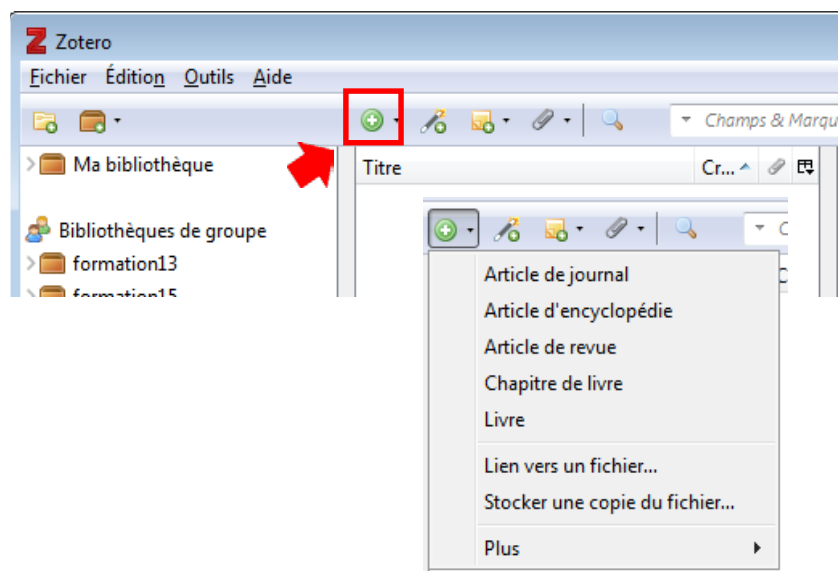 Zotero
Fichier Édition Outils Aide
Champs & Marqu
Ma bibliothèque
Titre Cr...
Bibliothèques de groupe
formation13
formation15
Article de journal
Article d'encyclopédie
Article de revue
Chapitre de livre
Livre
Lien vers un fichier...
Stocker une copie du fichier...
Plus